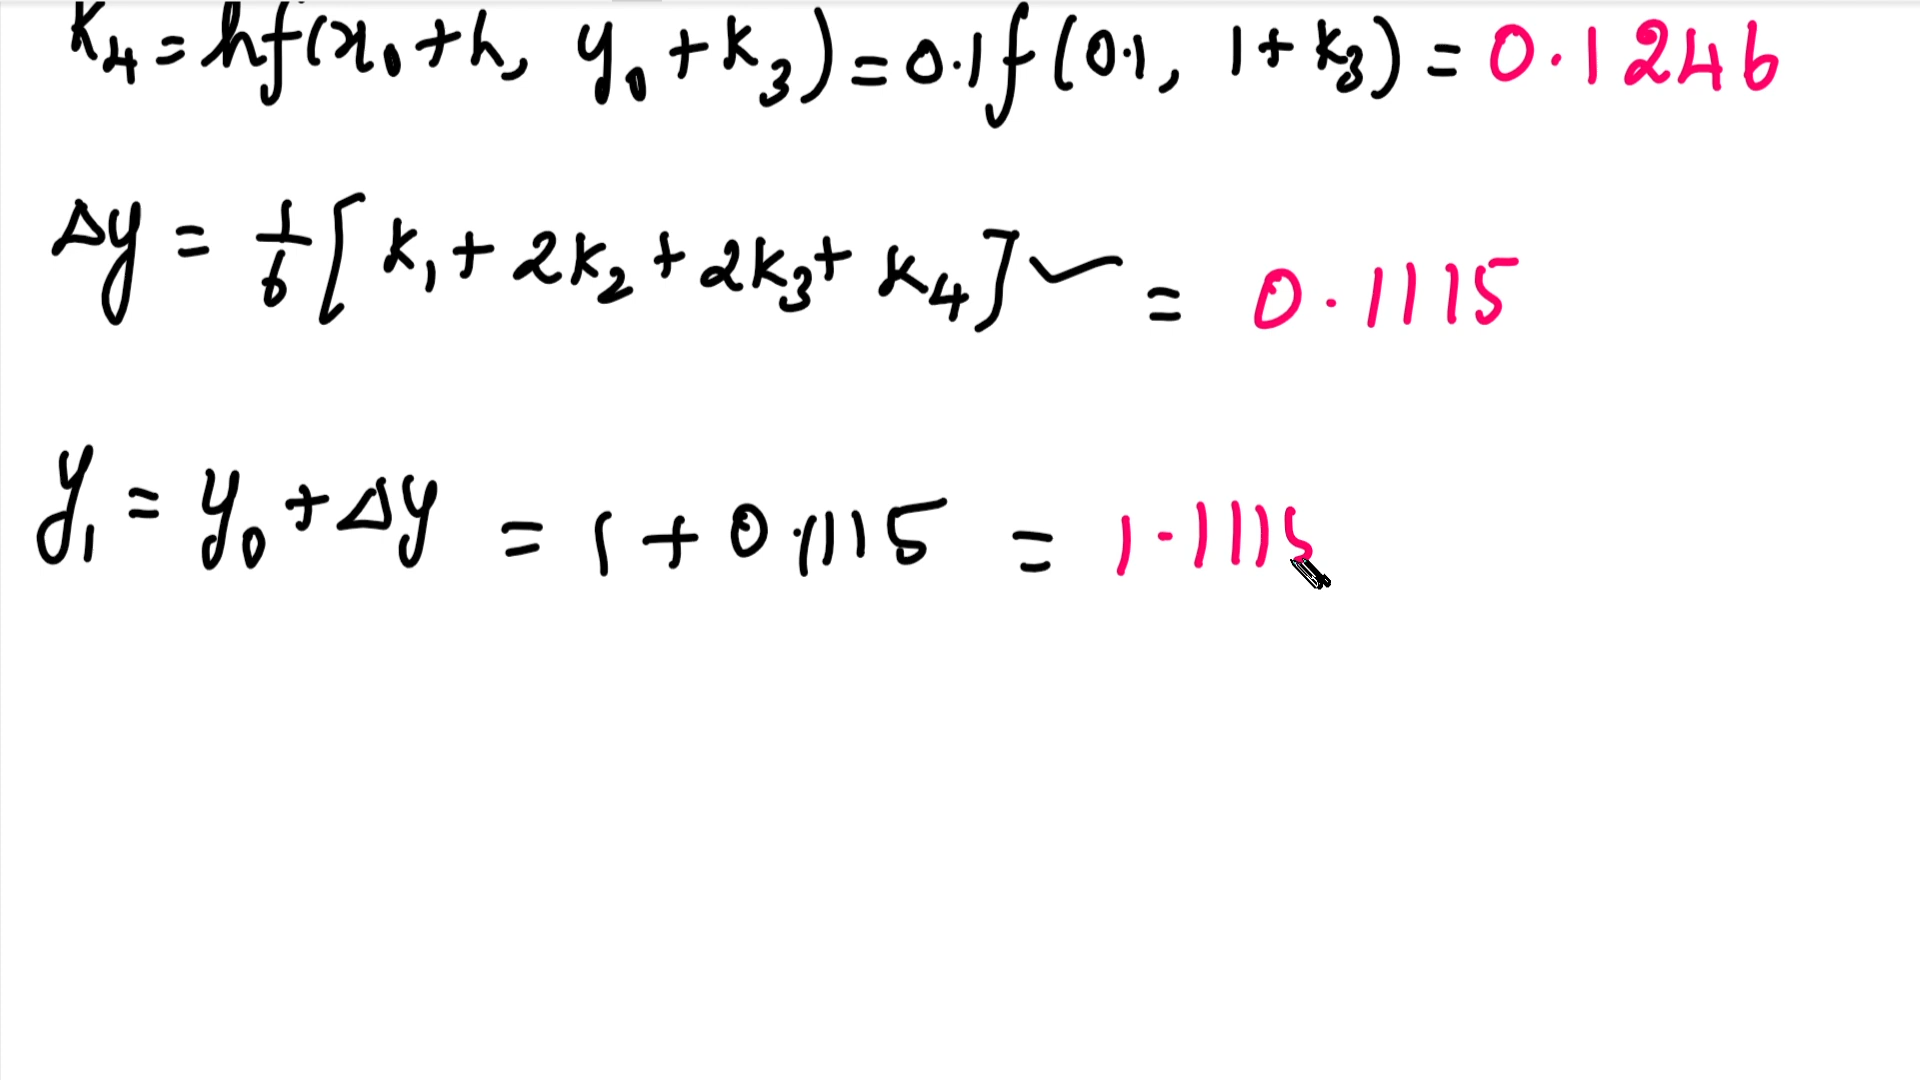 K₄ = hf(x₀+h, y₀+K₃) = 0.1f(0.1, 1+K₃) = 0.1246
Δy = 1/6 [K₁ + 2K₂ + 2K₃ + K₄] = 0.1115
y₁ = y₀ + Δy = 1 + 0.1115 = 1.1115